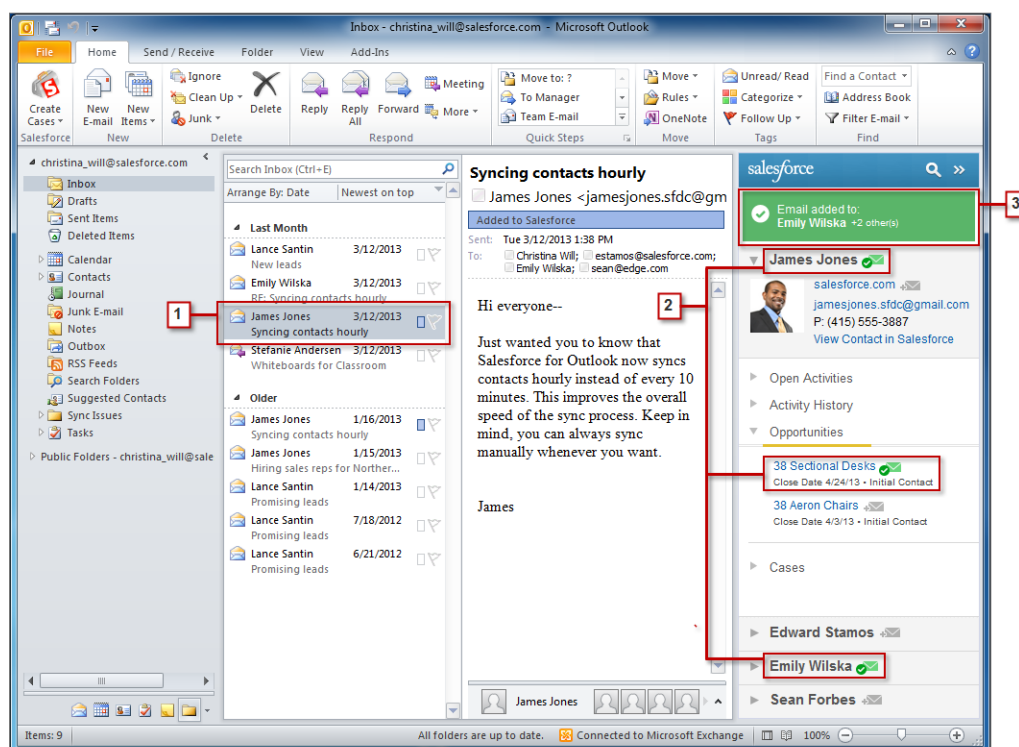 Inbox - christina_will@salesforce.com - Microsoft Outlook
File Home Send / Receive Folder View Add-Ins
Create Cases
Salesforce
New E-mail
New Items
New
Ignore
Clean Up
Junk
Delete
Delete
Reply
Reply All
Forward
Meeting
More
Respond
Move to: ?
To Manager
Team E-mail
Quick Steps
Move
Rules
OneNote
Move
Unread/ Read
Categorize
Follow Up
Tags
Find a Contact
Address Book
Filter E-mail
Find
christina_will@salesforce.com
Inbox
Drafts
Sent Items
Deleted Items
Calendar
Contacts
Journal
Junk E-mail
Notes
Outbox
RSS Feeds
Search Folders
Suggested Contacts
Sync Issues
Tasks
Public Folders - christina_will@sale
Search Inbox (Ctrl+E)
Arrange By: Date Newest on top
Last Month
Lance Santin 3/12/2013
New leads
Emily Wilska 3/12/2013
RE: Syncing contacts hourly
1
James Jones 3/12/2013
Syncing contacts hourly
Stefanie Andersen 3/12/2013
Whiteboards for Classroom
Older
James Jones 1/16/2013
Syncing contacts hourly
James Jones 1/15/2013
Hiring sales reps for Norther...
Lance Santin 1/14/2013
Promising leads
Lance Santin 7/18/2012
Promising leads
Lance Santin 6/21/2012
Promising leads
Syncing contacts hourly
James Jones <jamesjones.sfdc@gm
Added to Salesforce
Sent: Tue 3/12/2013 1:38 PM
To: Christina Will; estamos@salesforce.com;
Emily Wilska; sean@edge.com
2
Hi everyone--
Just wanted you to know that
Salesforce for Outlook now syncs
contacts hourly instead of every 10
minutes. This improves the overall
speed of the sync process. Keep in
mind, you can always sync
manually whenever you want.
James
James Jones
salesforce
Email added to:
Emily Wilska +2 other(s)
3
James Jones
salesforce.com
jamesjones.sfdc@gmail.com
P: (415) 555-3887
View Contact in Salesforce
Open Activities
Activity History
Opportunities
38 Sectional Desks
Close Date 4/24/13 • Initial Contact
38 Aeron Chairs
Close Date 4/3/13 • Initial Contact
Cases
Edward Stamos
Emily Wilska
Sean Forbes
Items: 9 All folders are up to date. Connected to Microsoft Exchange 100%